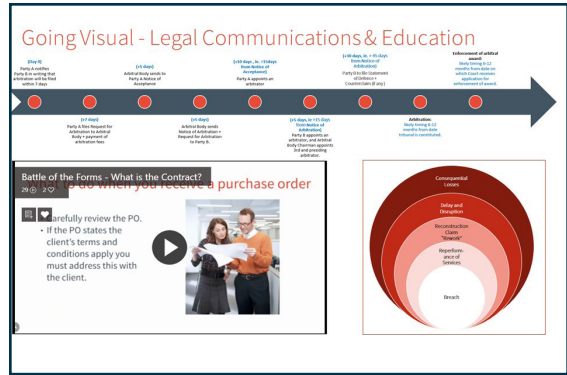 Going Visual - Legal Communications & Education
[Day 0]
Party A notifies
Party B in writing that
arbitration will be filed
within 7 days
(+5 days)
Arbitral Body sends to
Party A Notice of
Acceptance
(+10 days, ie. +15days
from Notice of
Acceptance)
Party A appoints an
arbitrator
(+30 days, ie. +45 days
from Notice of
Arbitration)
Party B to file Statement
of Defence +
Counterclaim (if any)
Enforcement of arbitral
award:
likely timing 6-12
months from date on
which Court receives
application for
enforcement of award.
(+7 days)
Party A files Request for
Arbitration to Arbitral
Body + payment of
arbitration fees
(+5 days)
Arbitral Body sends
Notice of Arbitration +
Request for Arbitration
to Party B.
(+15 days)
from Notice of
Arbitration)
Party B appoints an
arbitrator, and Arbitral
Body Chairman appoints
3rd and presiding
arbitrator.
Arbitration:
likely timing 6-12
months from date
tribunal is constituted.
Battle of the Forms - What is the Contract?
29 2
What to do when you receive a purchase order
Carefully review the PO.
• If the PO states the
client's terms and
conditions apply you
must address this with
the client.
Consequential
Losses
Delay and
Disruption
Reconstruction
Claim
"Rework"
Reperform-
ance of
Services
Breach